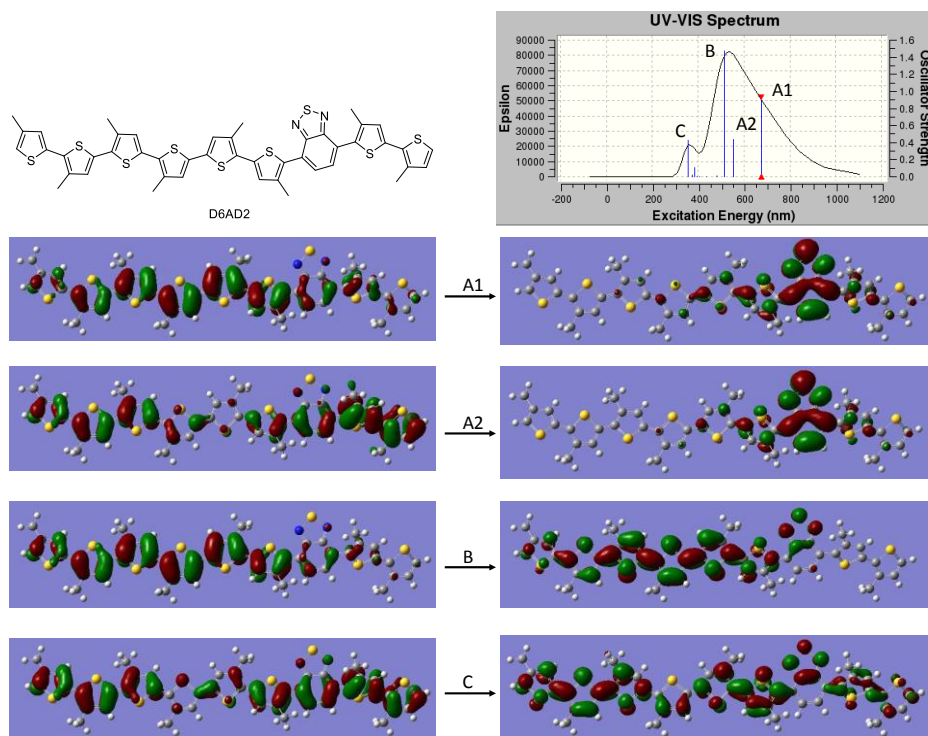 UV-VIS Spectrum
90000
80000
70000
60000
50000
40000
30000
20000
10000
0
Epsilon
1.6
1.4
1.2
1.0
0.8
0.6
0.4
0.2
0.0
Oscillator Strength
-200 0 200 400 600 800 1000 1200
Excitation Energy (nm)
B
A1
A2
C
S
N N
S S S S S S S S
D6AD2
A1
A2
B
C